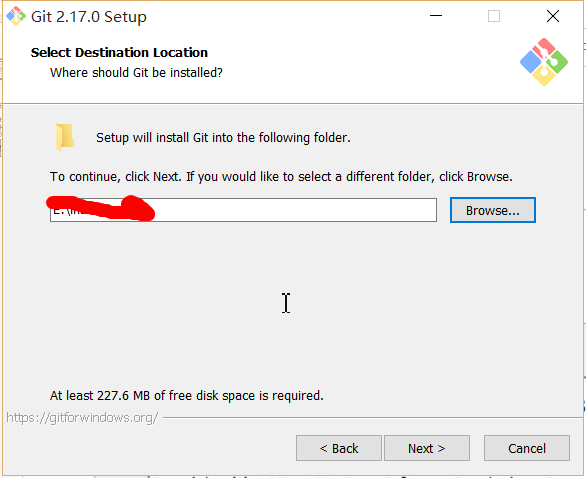 Git 2.17.0 Setup
Select Destination Location
Where should Git be installed?
Setup will install Git into the following folder.
To continue, click Next. If you would like to select a different folder, click Browse.
Browse...
At least 227.6 MB of free disk space is required.
https://gitforwindows.org/
< Back
Next >
Cancel